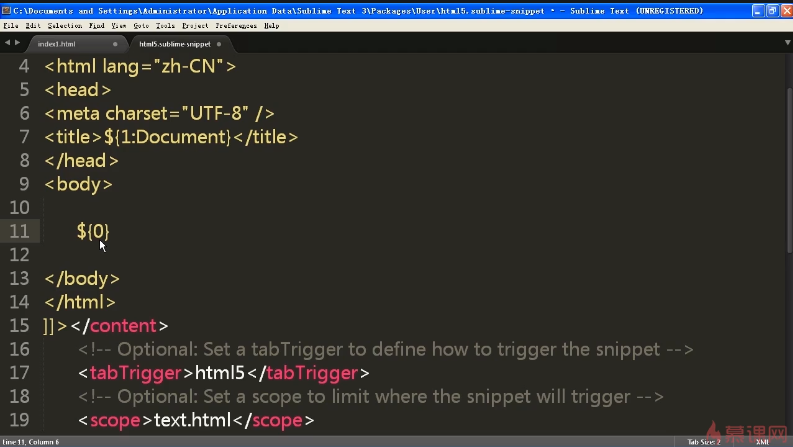 C:\Documents and Settings\Administrator\Application Data\Sublime Text 3\Packages\User\html5.sublime-snippet • - Sublime Text (UNREGISTERED)
File Edit Selection Find View Goto Tools Project Preferences Help
index1.html html5.sublime-snippet
4 <html lang="zh-CN">
5 <head>
6 <meta charset="UTF-8" />
7 <title>${1:Document}</title>
8 </head>
9 <body>
10
11 ${0}
12
13 </body>
14 </html>
15 ]]></content>
16 <!-- Optional: Set a tabTrigger to define how to trigger the snippet -->
17 <tabTrigger>html5</tabTrigger>
18 <!-- Optional: Set a scope to limit where the snippet will trigger -->
19 <scope>text.html</scope>
慕课网
Line 11, Column 6 Tab Size: 2 XML